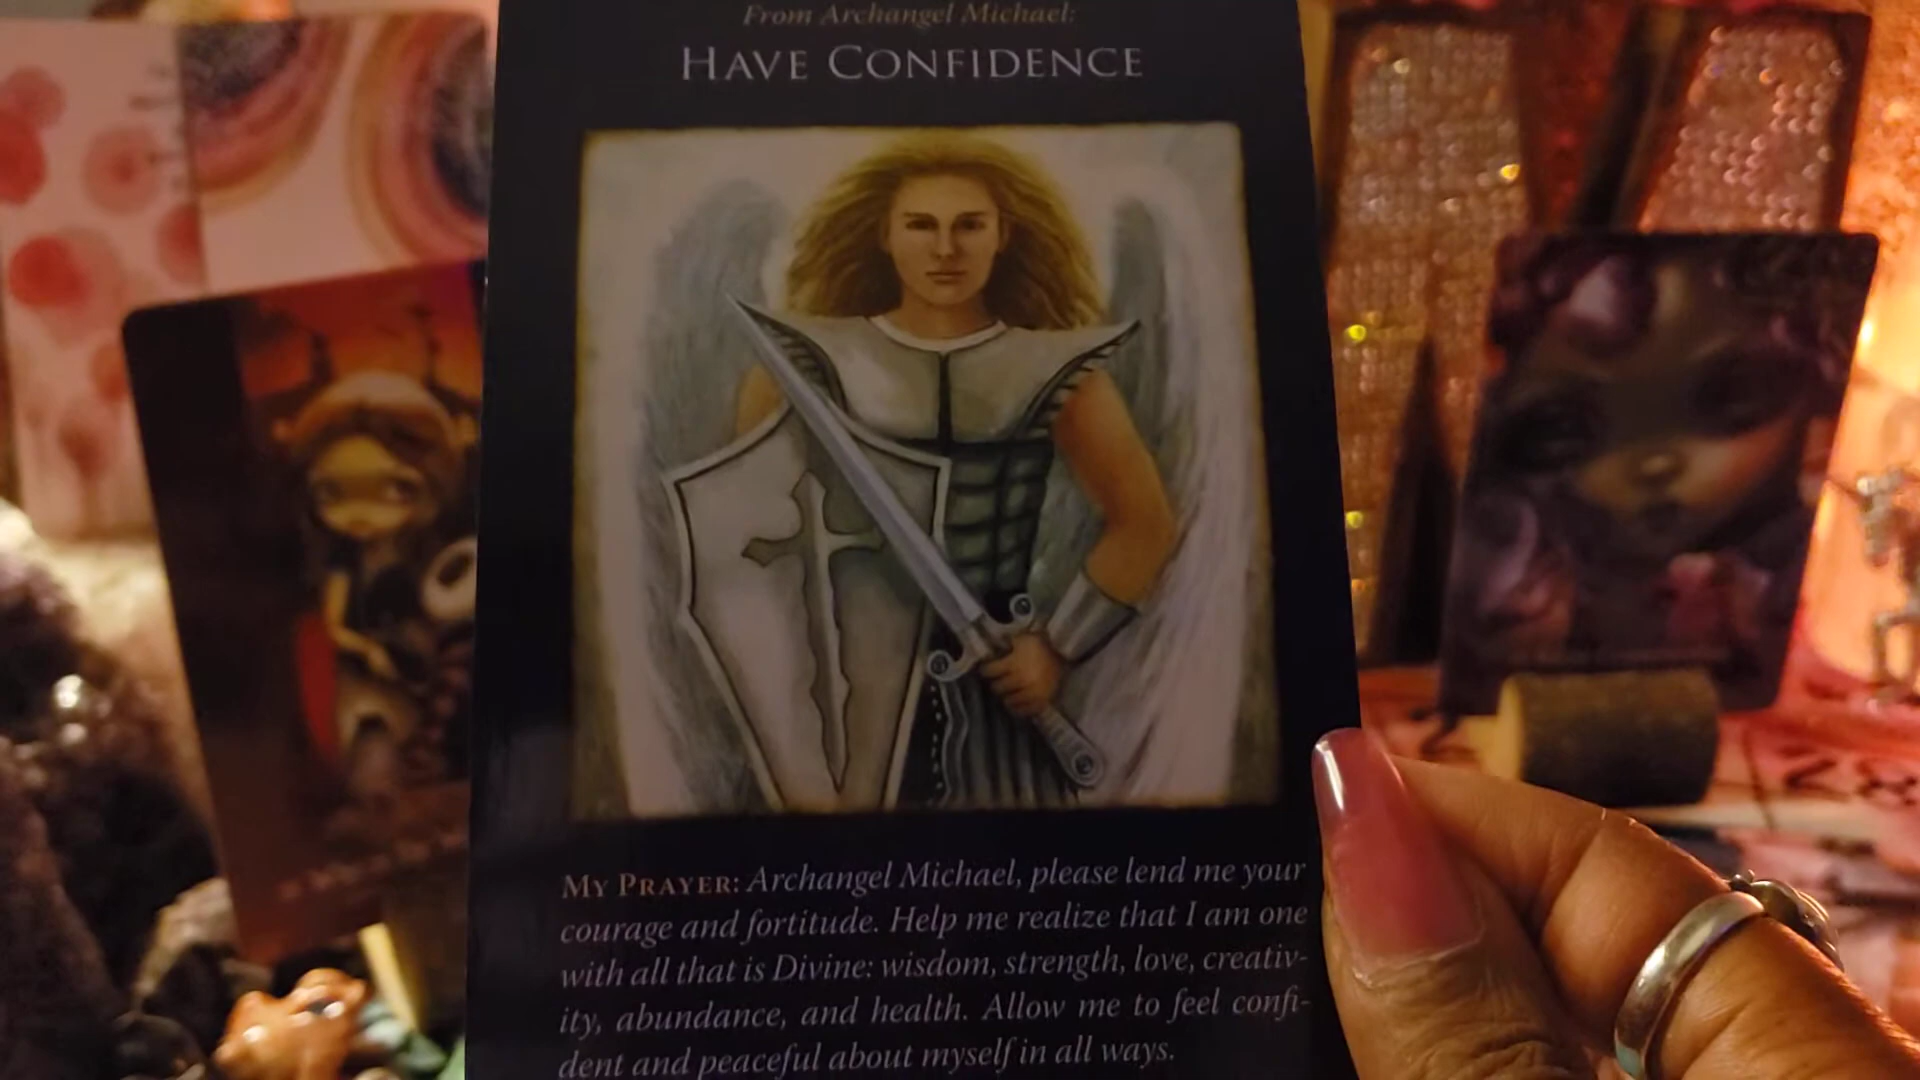 From Archangel Michael:
HAVE CONFIDENCE
MY PRAYER: Archangel Michael, please lend me your
courage and fortitude. Help me realize that I am one
with all that is Divine: wisdom, strength, love, creativ-
ity, abundance, and health. Allow me to feel confi-
dent and peaceful about myself in all ways.